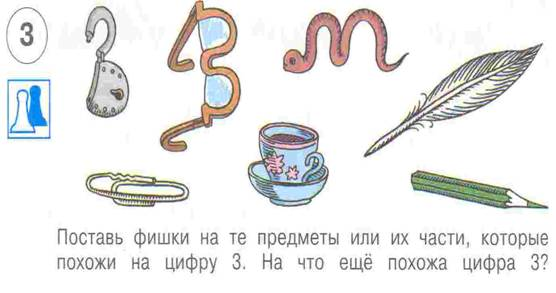 3
Поставь фишки на те предметы или их части, которые
похожи на цифру 3. На что ещё похожа цифра 3?